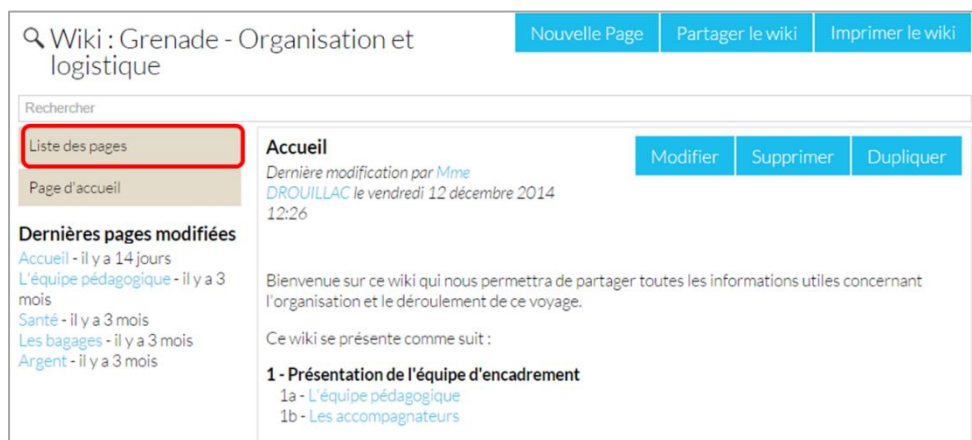 Wiki : Grenade - Organisation et
logistique
Nouvelle Page
Partager le wiki
Imprimer le wiki
Rechercher
Liste des pages
Page d'accueil
Dernières pages modifiées
Accueil - il y a 14 jours
L'équipe pédagogique - il y a 3
mois
Santé - il y a 3 mois
Les bagages - il y a 3 mois
Argent - il y a 3 mois
Accueil
Dernière modification par Mme
DROUILLAC le vendredi 12 décembre 2014
12:26
Modifier
Supprimer
Dupliquer
Bienvenue sur ce wiki qui nous permettra de partager toutes les informations utiles concernant
l'organisation et le déroulement de ce voyage.
Ce wiki se présente comme suit :
1 - Présentation de l'équipe d'encadrement
1a - L'équipe pédagogique
1b - Les accompagnateurs